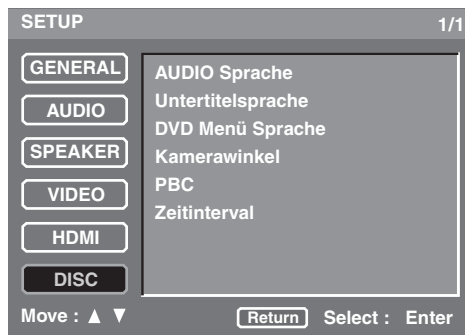 SETUP 1/1
GENERAL
AUDIO
SPEAKER
VIDEO
HDMI
DISC
AUDIO Sprache
Untertitelsprache
DVD Menü Sprache
Kamerawinkel
PBC
Zeitinterval
Move : ▲ ▼ Return Select : Enter